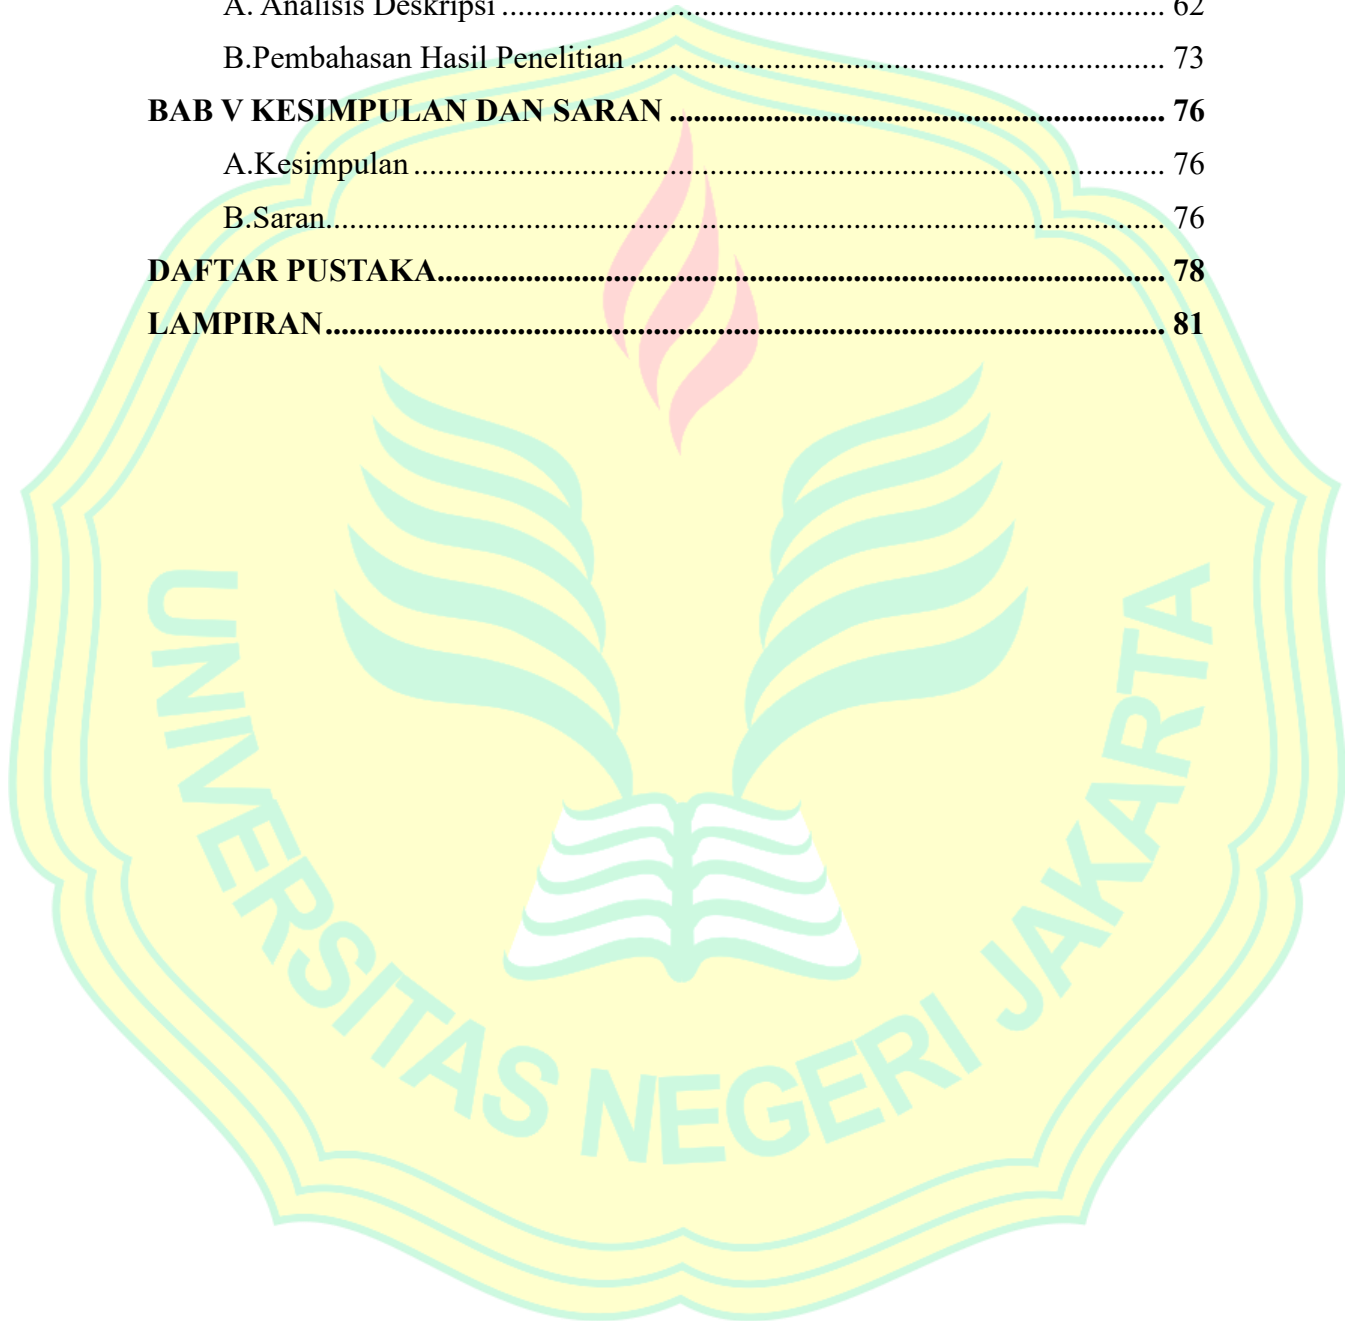 A. Analisis Deskripsi ........................................................................................ 62
B.Pembahasan Hasil Penelitian ....................................................................... 73
BAB V KESIMPULAN DAN SARAN .............................................................. 76
A.Kesimpulan .................................................................................................... 76
B.Saran............................................................................................................... 76
DAFTAR PUSTAKA............................................................................................ 78
LAMPIRAN......................................................................................................... 81
UNIVERSITAS NEGERI JAKARTA